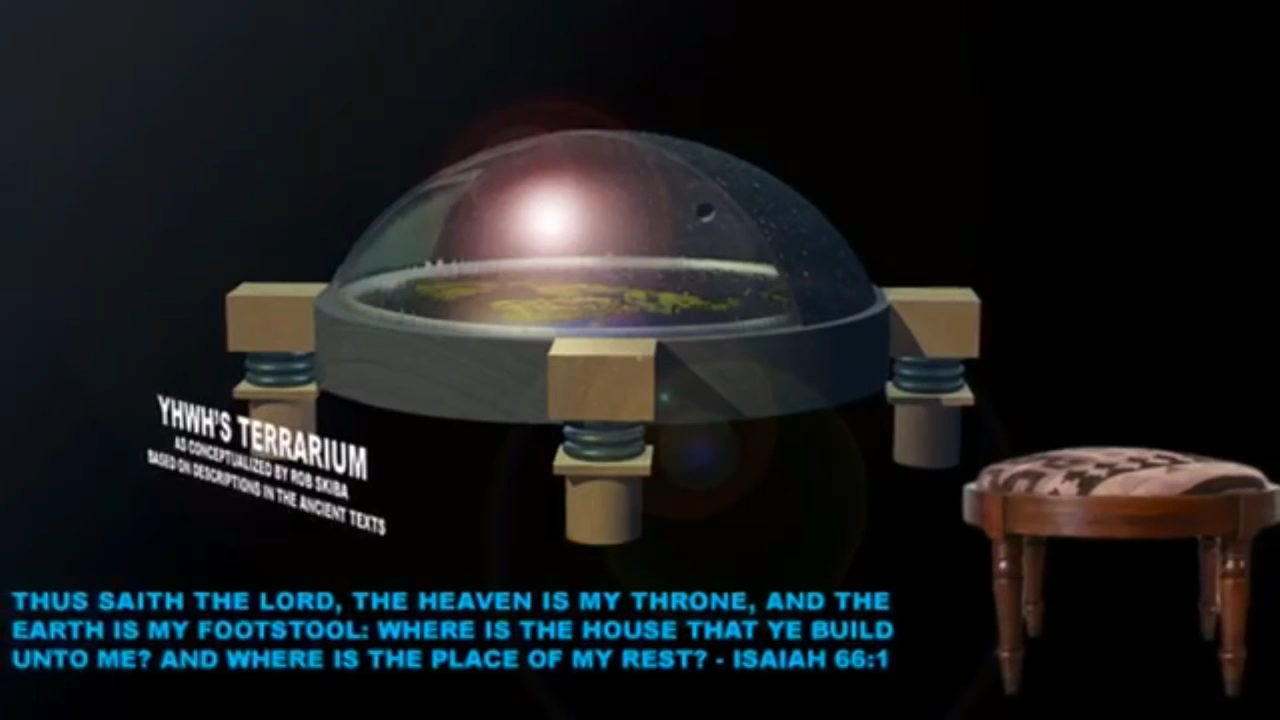 YHWH'S TERRARIUM
AS CONCEPTUALIZED BY ROB SKIBA
BASED ON DESCRIPTIONS IN THE ANCIENT TEXTS
THUS SAITH THE LORD, THE HEAVEN IS MY THRONE, AND THE
EARTH IS MY FOOTSTOOL: WHERE IS THE HOUSE THAT YE BUILD
UNTO ME? AND WHERE IS THE PLACE OF MY REST? - ISAIAH 66:1